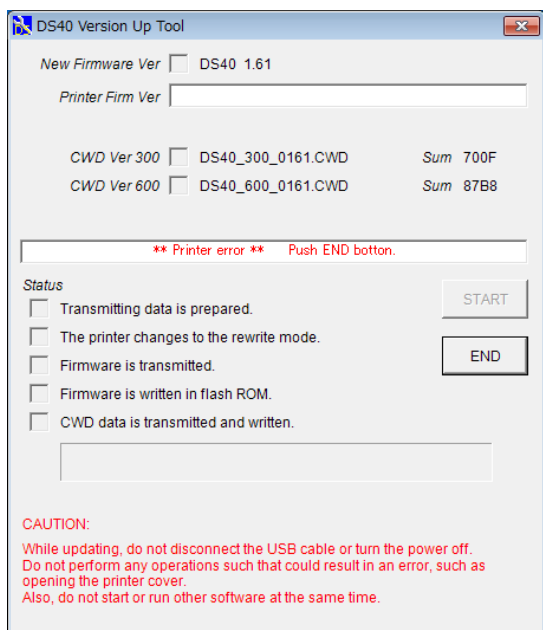 DS40 Version Up Tool
New Firmware Ver DS40 1.61
Printer Firm Ver
CWD Ver 300 DS40_300_0161.CWD Sum 700F
CWD Ver 600 DS40_600_0161.CWD Sum 87B8
** Printer error ** Push END botton.
Status
START
Transmitting data is prepared.
The printer changes to the rewrite mode.
END
Firmware is transmitted.
Firmware is written in flash ROM.
CWD data is transmitted and written.
CAUTION:
While updating, do not disconnect the USB cable or turn the power off.
Do not perform any operations such that could result in an error, such as
opening the printer cover.
Also, do not start or run other software at the same time.